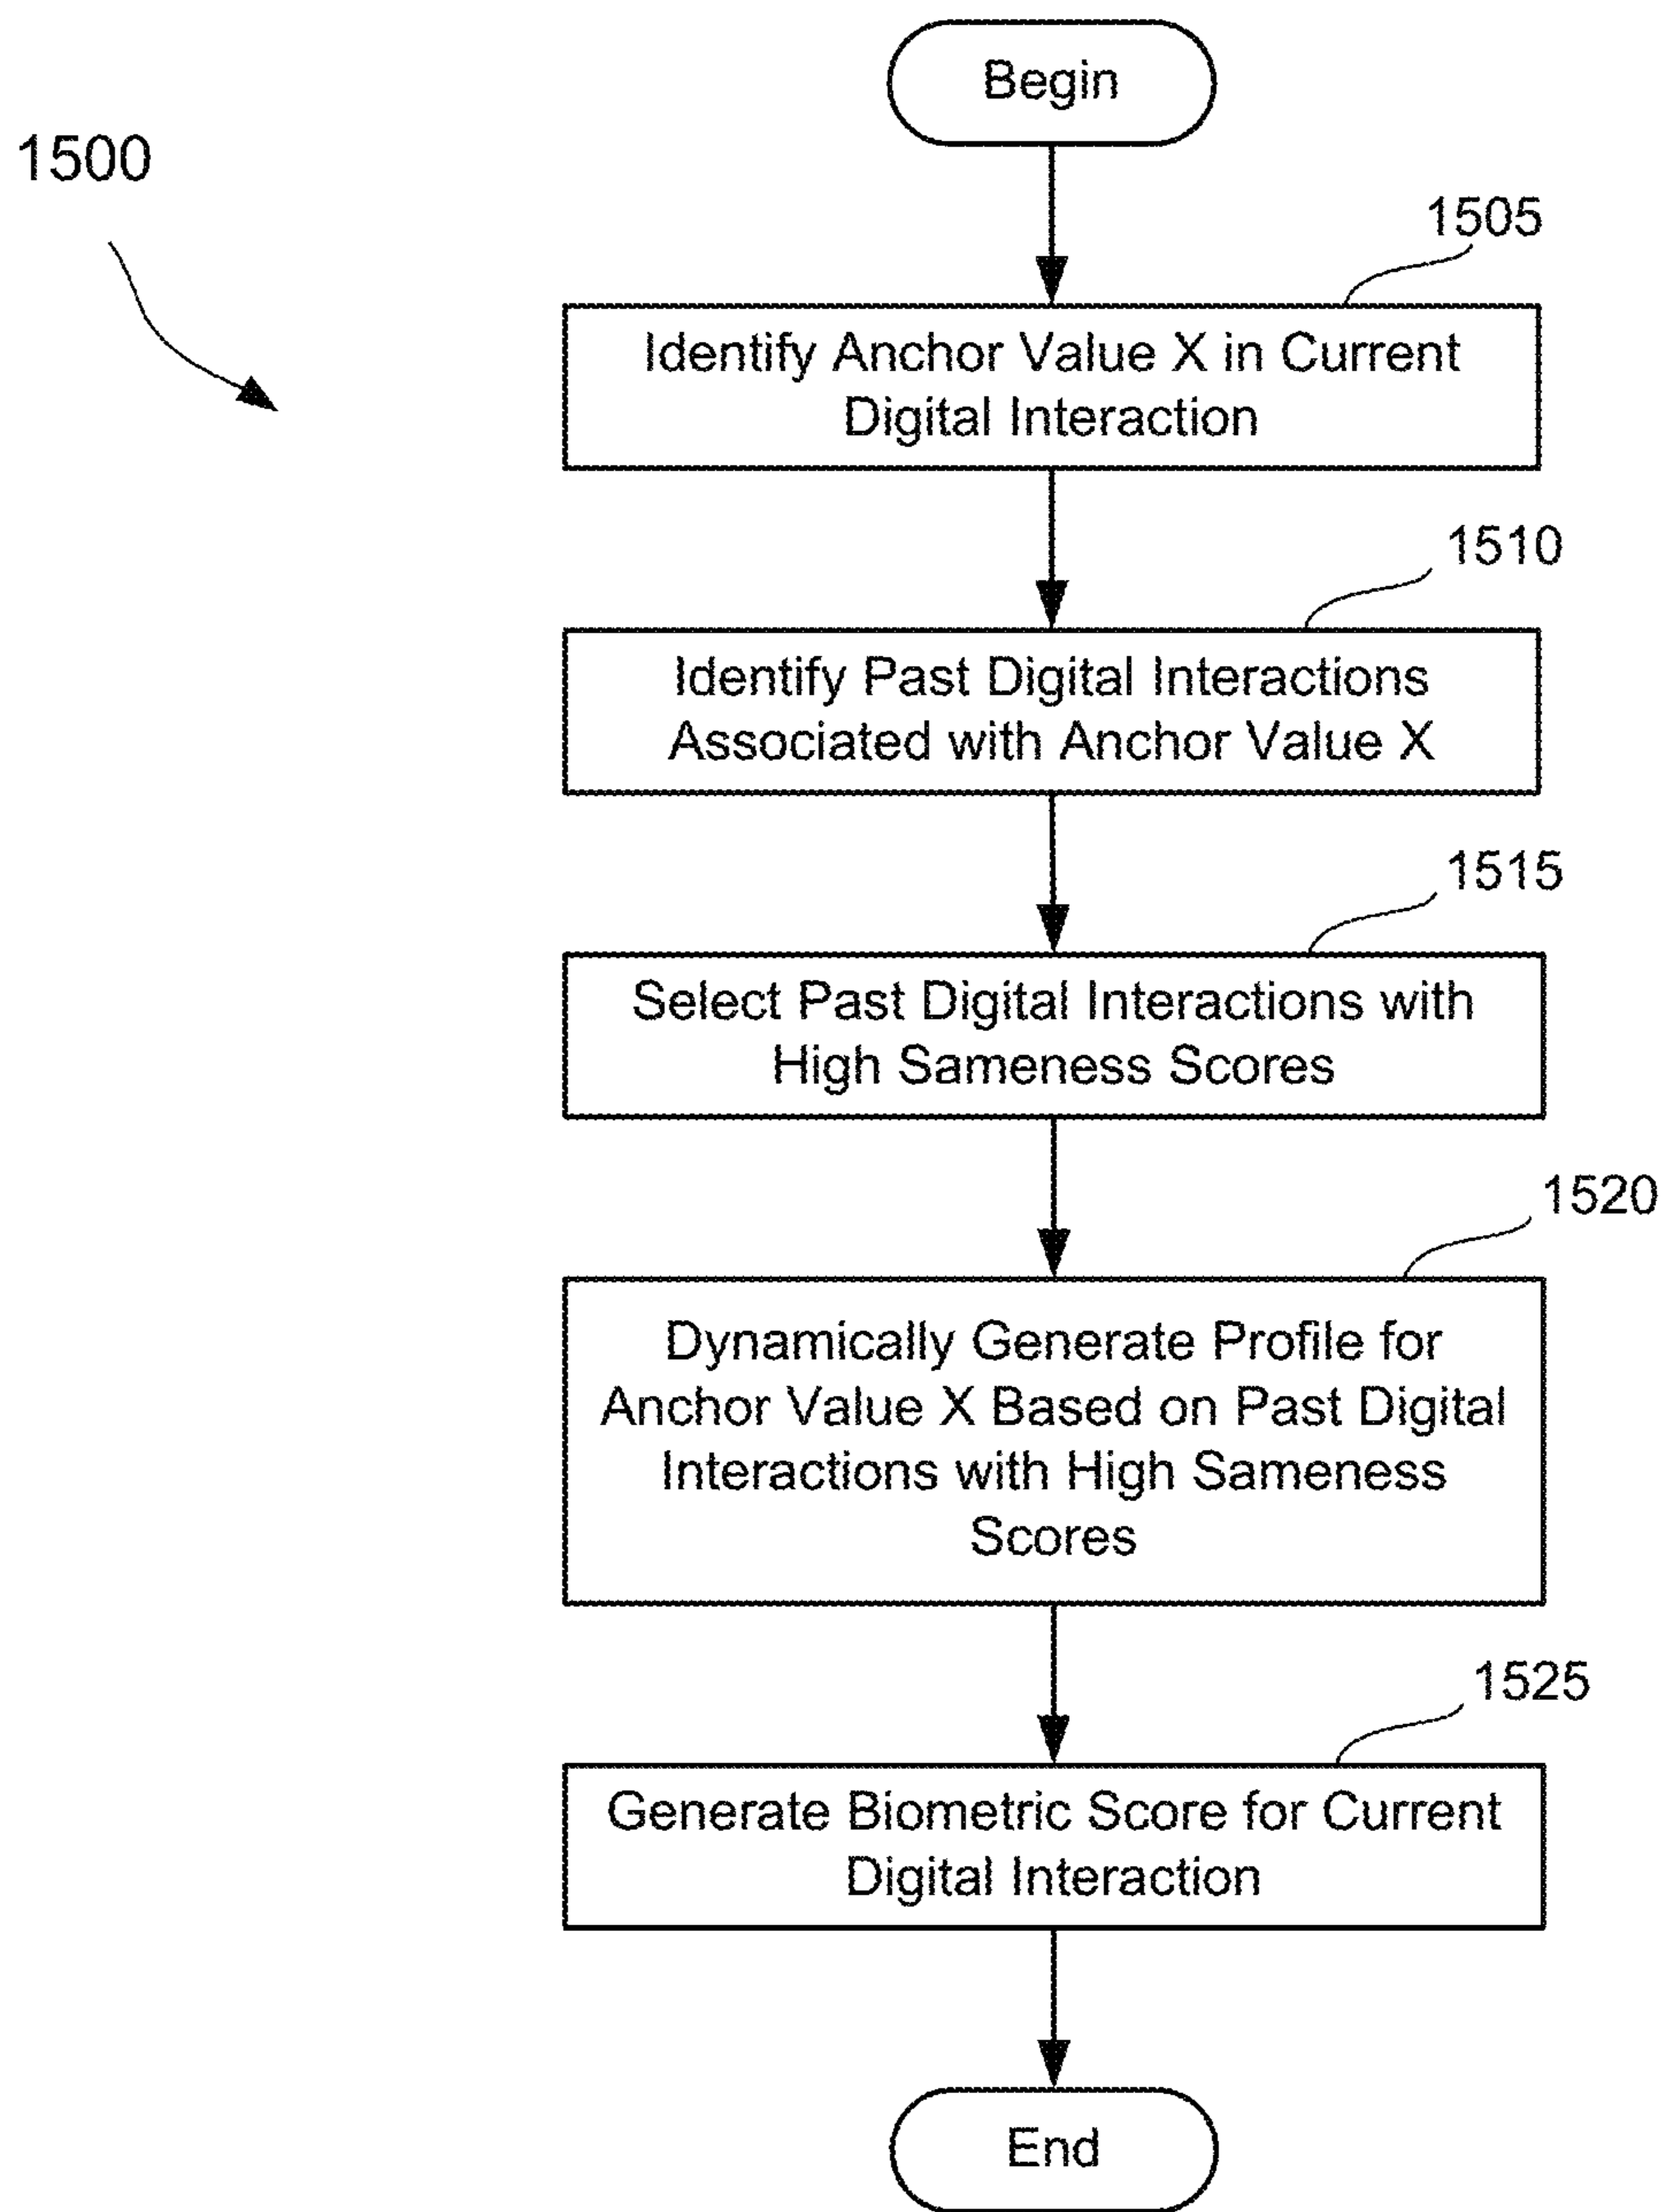 Begin
1500
1505
Identify Anchor Value X in Current
Digital Interaction
1510
Identify Past Digital Interactions
Associated with Anchor Value X
1515
Select Past Digital Interactions with
High Sameness Scores
1520
Dynamically Generate Profile for
Anchor Value X Based on Past Digital
Interactions with High Sameness
Scores
1525
Generate Biometric Score for Current
Digital Interaction
End